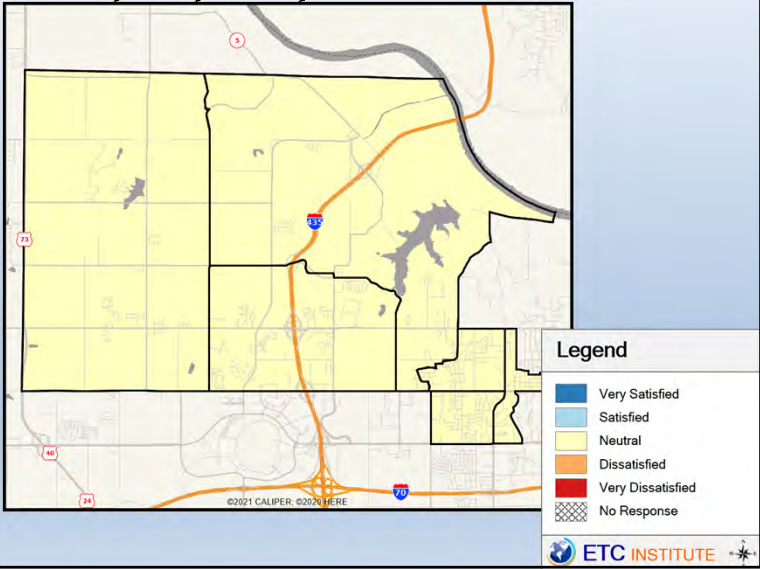 5
435
73
Legend
Very Satisfied
Satisfied
Neutral
Dissatisfied
Very Dissatisfied
No Response
40
24
70
©2021 CALIPER; ©2020 HERE
ETC INSTITUTE